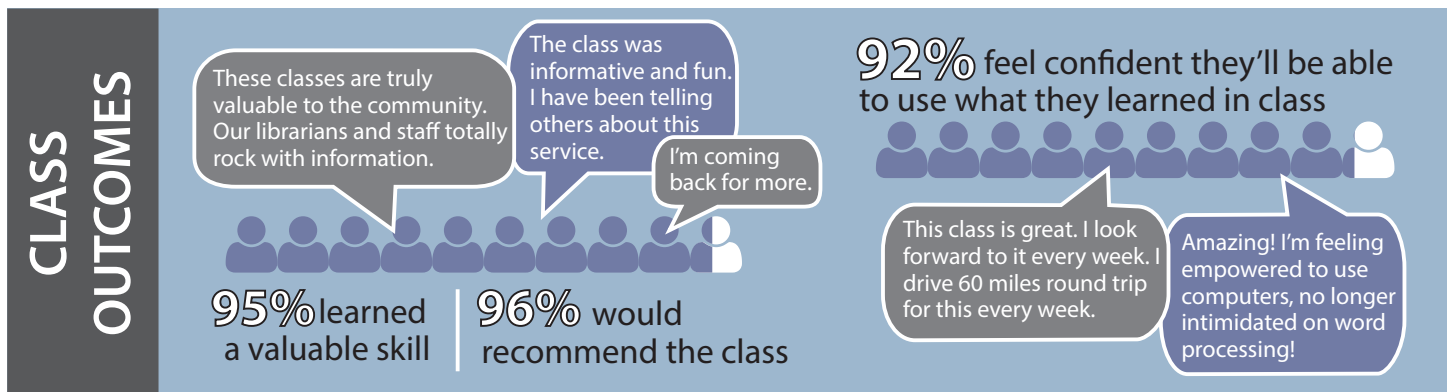 CLASS
OUTCOMES
These classes are truly
valuable to the community.
Our librarians and staff totally
rock with information.
The class was
informative and fun.
I have been telling
others about this
service.
I'm coming
back for more.
95% learned
a valuable skill
96% would
recommend the class
92% feel confident they'll be able
to use what they learned in class
This class is great. I look
forward to it every week. I
drive 60 miles round trip
for this every week.
Amazing! I'm feeling
empowered to use
computers, no longer
intimidated on word
processing!